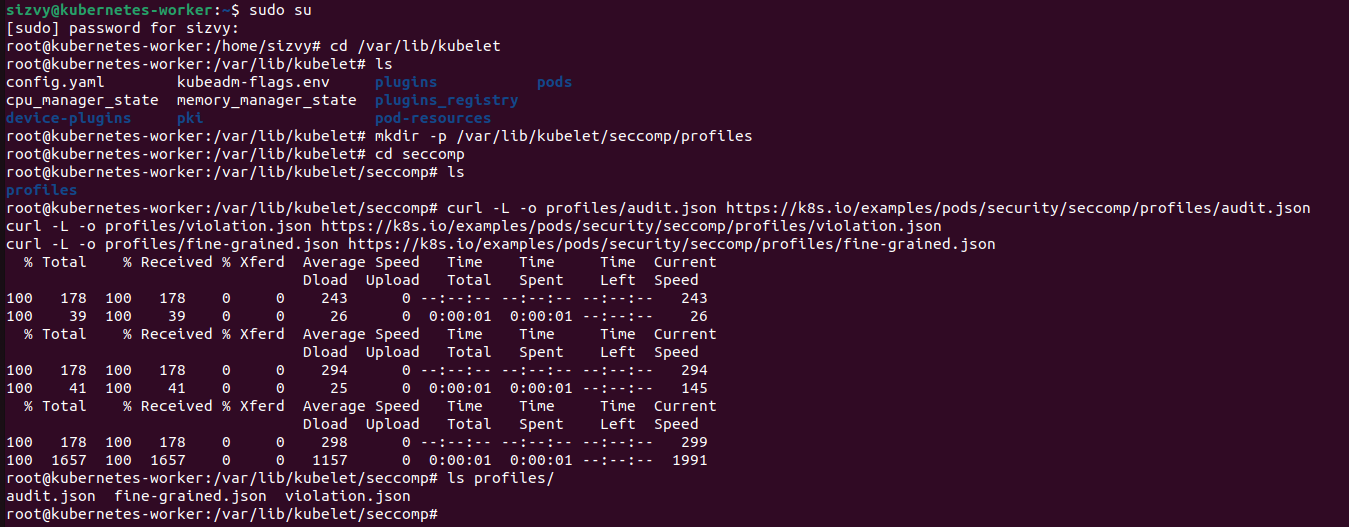 sizvy@kubernetes-worker:~$ sudo su
[sudo] password for sizvy:
root@kubernetes-worker:/home/sizvy# cd /var/lib/kubelet
root@kubernetes-worker:/var/lib/kubelet# ls
config.yaml        kubeadm-flags.env     plugins           pods
cpu_manager_state  memory_manager_state  plugins_registry
device-plugins     pki                   pod-resources
root@kubernetes-worker:/var/lib/kubelet# mkdir -p /var/lib/kubelet/seccomp/profiles
root@kubernetes-worker:/var/lib/kubelet# cd seccomp
root@kubernetes-worker:/var/lib/kubelet/seccomp# ls
profiles
root@kubernetes-worker:/var/lib/kubelet/seccomp# curl -L -o profiles/audit.json https://k8s.io/examples/pods/security/seccomp/profiles/audit.json
curl -L -o profiles/violation.json https://k8s.io/examples/pods/security/seccomp/profiles/violation.json
curl -L -o profiles/fine-grained.json https://k8s.io/examples/pods/security/seccomp/profiles/fine-grained.json
  % Total    % Received % Xferd  Average Speed   Time    Time     Time  Current
                                 Dload  Upload   Total   Spent    Left  Speed
100   178  100   178    0     0    243      0 --:--:-- --:--:-- --:--:--   243
100    39  100    39    0     0     26      0  0:00:01  0:00:01 --:--:--    26
  % Total    % Received % Xferd  Average Speed   Time    Time     Time  Current
                                 Dload  Upload   Total   Spent    Left  Speed
100   178  100   178    0     0    294      0 --:--:-- --:--:-- --:--:--   294
100    41  100    41    0     0     25      0  0:00:01  0:00:01 --:--:--   145
  % Total    % Received % Xferd  Average Speed   Time    Time     Time  Current
                                 Dload  Upload   Total   Spent    Left  Speed
100   178  100   178    0     0    298      0 --:--:-- --:--:-- --:--:--   299
100  1657  100  1657    0     0   1157      0  0:00:01  0:00:01 --:--:--  1991
root@kubernetes-worker:/var/lib/kubelet/seccomp# ls profiles/
audit.json  fine-grained.json  violation.json
root@kubernetes-worker:/var/lib/kubelet/seccomp#